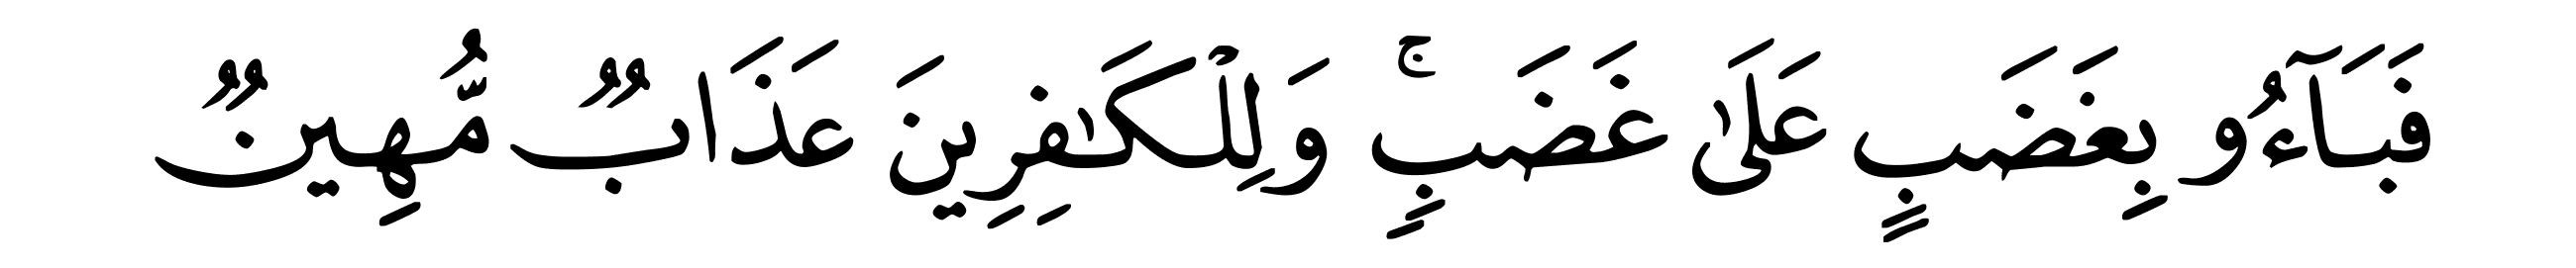 فَبَآءُو بِغَضَبٍ عَلَىٰ غَضَبٍۚ وَلِلْكَٰفِرِينَ عَذَابٌ مُّهِينٌ